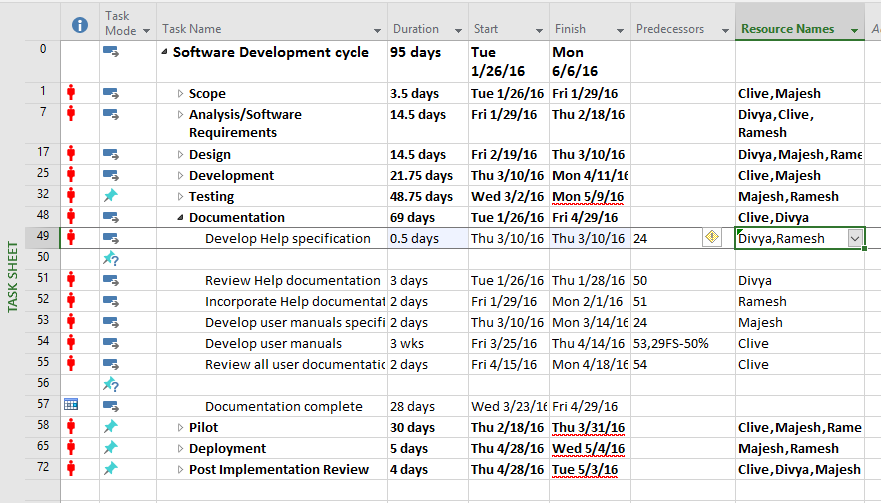 Task Mode Task Name Duration Start Finish Predecessors Resource Names
0 Software Development cycle 95 days Tue 1/26/16 Mon 6/6/16
1 Scope 3.5 days Tue 1/26/16 Fri 1/29/16 Clive,Majesh
7 Analysis/Software Requirements 14.5 days Fri 1/29/16 Thu 2/18/16 Divya,Clive, Ramesh
17 Design 14.5 days Fri 2/19/16 Thu 3/10/16 Divya,Majesh,Rame
25 Development 21.75 days Thu 3/10/16 Mon 4/11/16 Clive,Majesh
32 Testing 48.75 days Wed 3/2/16 Mon 5/9/16 Majesh,Ramesh
48 Documentation 69 days Tue 1/26/16 Fri 4/29/16 Clive,Divya
49 Develop Help specification 0.5 days Thu 3/10/16 Thu 3/10/16 24 Divya,Ramesh
50 ?
51 Review Help documentation 3 days Tue 1/26/16 Thu 1/28/16 50 Divya
52 Incorporate Help documentat 2 days Fri 1/29/16 Mon 2/1/16 51 Ramesh
53 Develop user manuals specifi 2 days Thu 3/10/16 Mon 3/14/16 24 Majesh
54 Develop user manuals 3 wks Fri 3/25/16 Thu 4/14/16 53,29FS-50% Clive
55 Review all user documentatic 2 days Fri 4/15/16 Mon 4/18/16 54 Clive
56 ?
57 Documentation complete 28 days Wed 3/23/16 Fri 4/29/16
58 Pilot 30 days Thu 2/18/16 Thu 3/31/16 Clive,Majesh,Rame
65 Deployment 5 days Thu 4/28/16 Wed 5/4/16 Majesh,Ramesh
72 Post Implementation Review 4 days Thu 4/28/16 Tue 5/3/16 Clive,Divya,Majesh
TASK SHEET